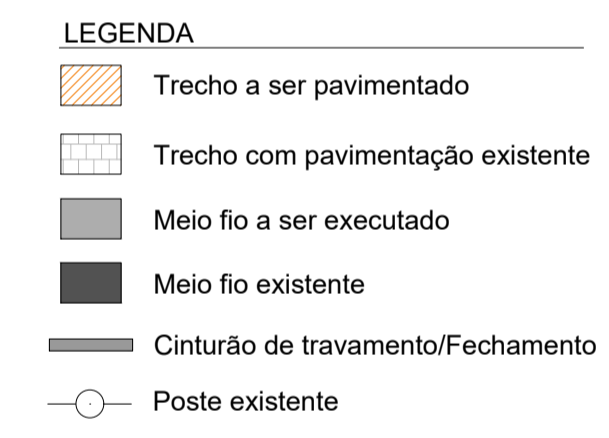 LEGENDA
Trecho a ser pavimentado
Trecho com pavimentação existente
Meio fio a ser executado
Meio fio existente
Cinturão de travamento/Fechamento
Poste existente